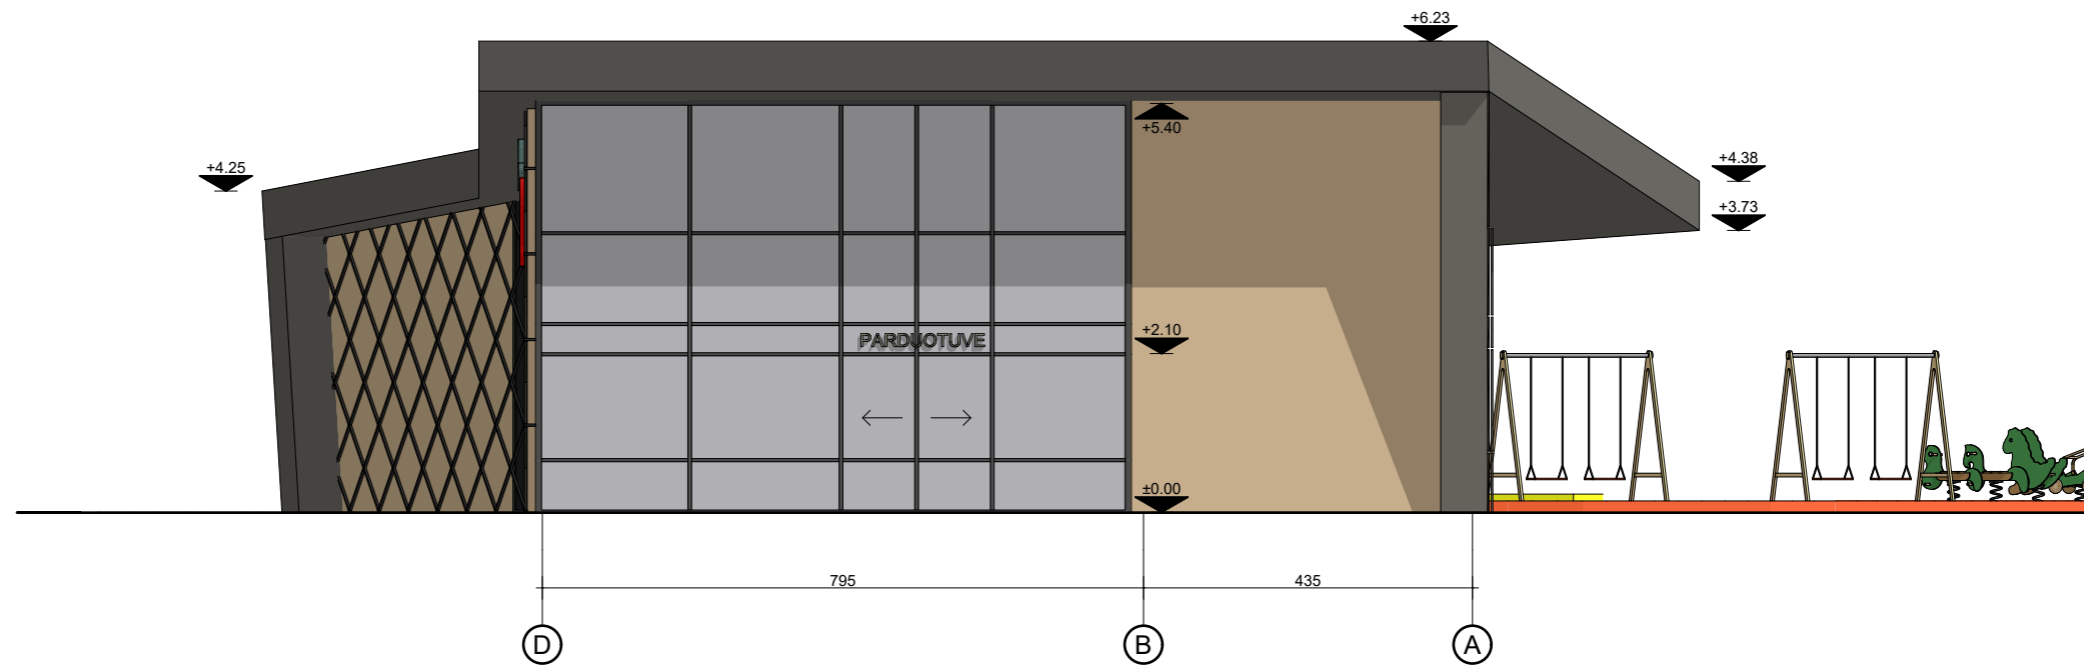 +6.23
+5.40
+4.25
+4.38
+3.73
+2.10
PARDUOTUVE
±0.00
795
435
D
B
A